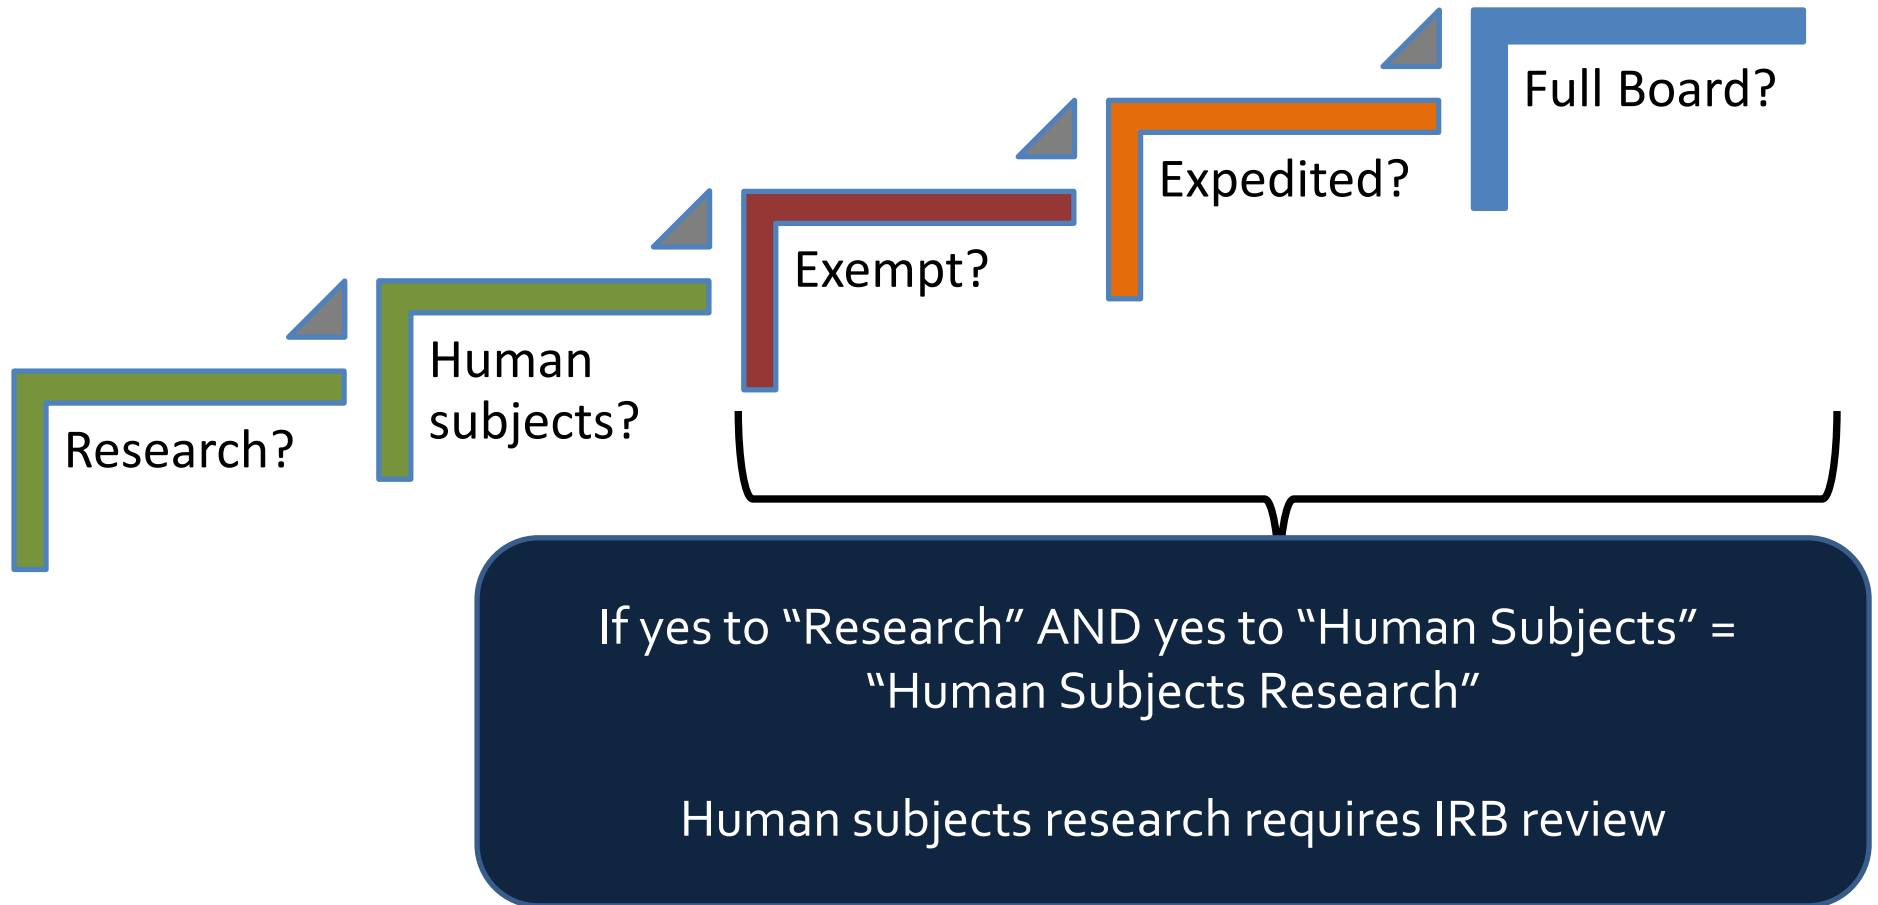 Research?
Human
subjects?
Exempt?
Expedited?
Full Board?
If yes to “Research” AND yes to “Human Subjects” =
“Human Subjects Research”
Human subjects research requires IRB review